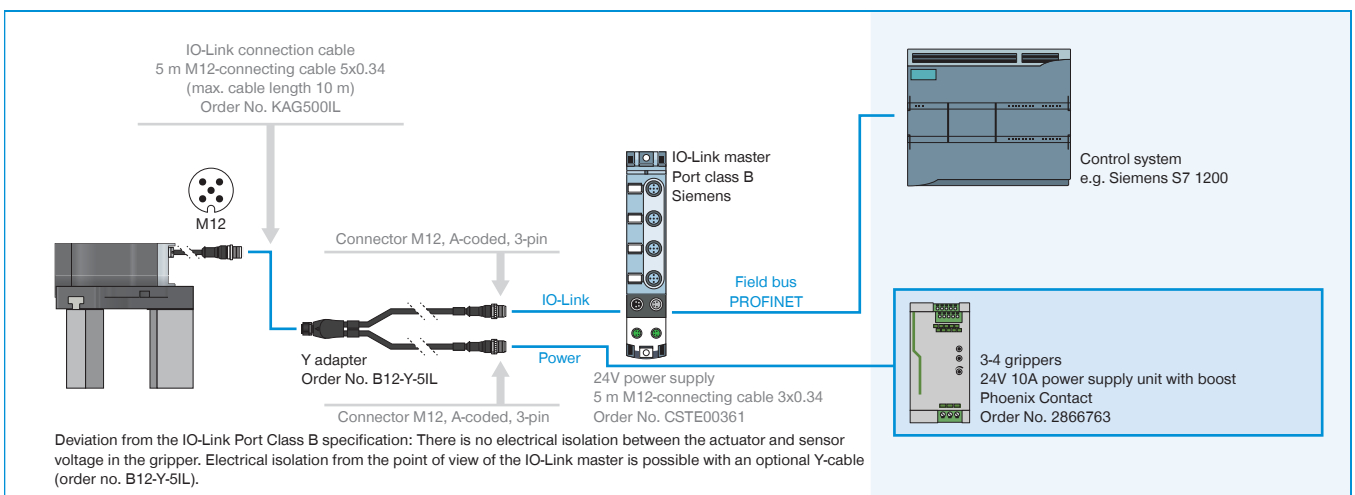 IO-Link connection cable
5 m M12-connecting cable 5x0.34
(max. cable length 10 m)
Order No. KAG500IL
M12
Connector M12, A-coded, 3-pin
IO-Link
Y adapter
Order No. B12-Y-5IL
Power
Connector M12, A-coded, 3-pin
IO-Link master
Port class B
Siemens
Field bus
PROFINET
24V power supply
5 m M12-connecting cable 3x0.34
Order No. CSTE00361
Control system
e.g. Siemens S7 1200
3-4 grippers
24V 10A power supply unit with boost
Phoenix Contact
Order No. 2866763
Deviation from the IO-Link Port Class B specification: There is no electrical isolation between the actuator and sensor
voltage in the gripper. Electrical isolation from the point of view of the IO-Link master is possible with an optional Y-cable
(order no. B12-Y-5IL).